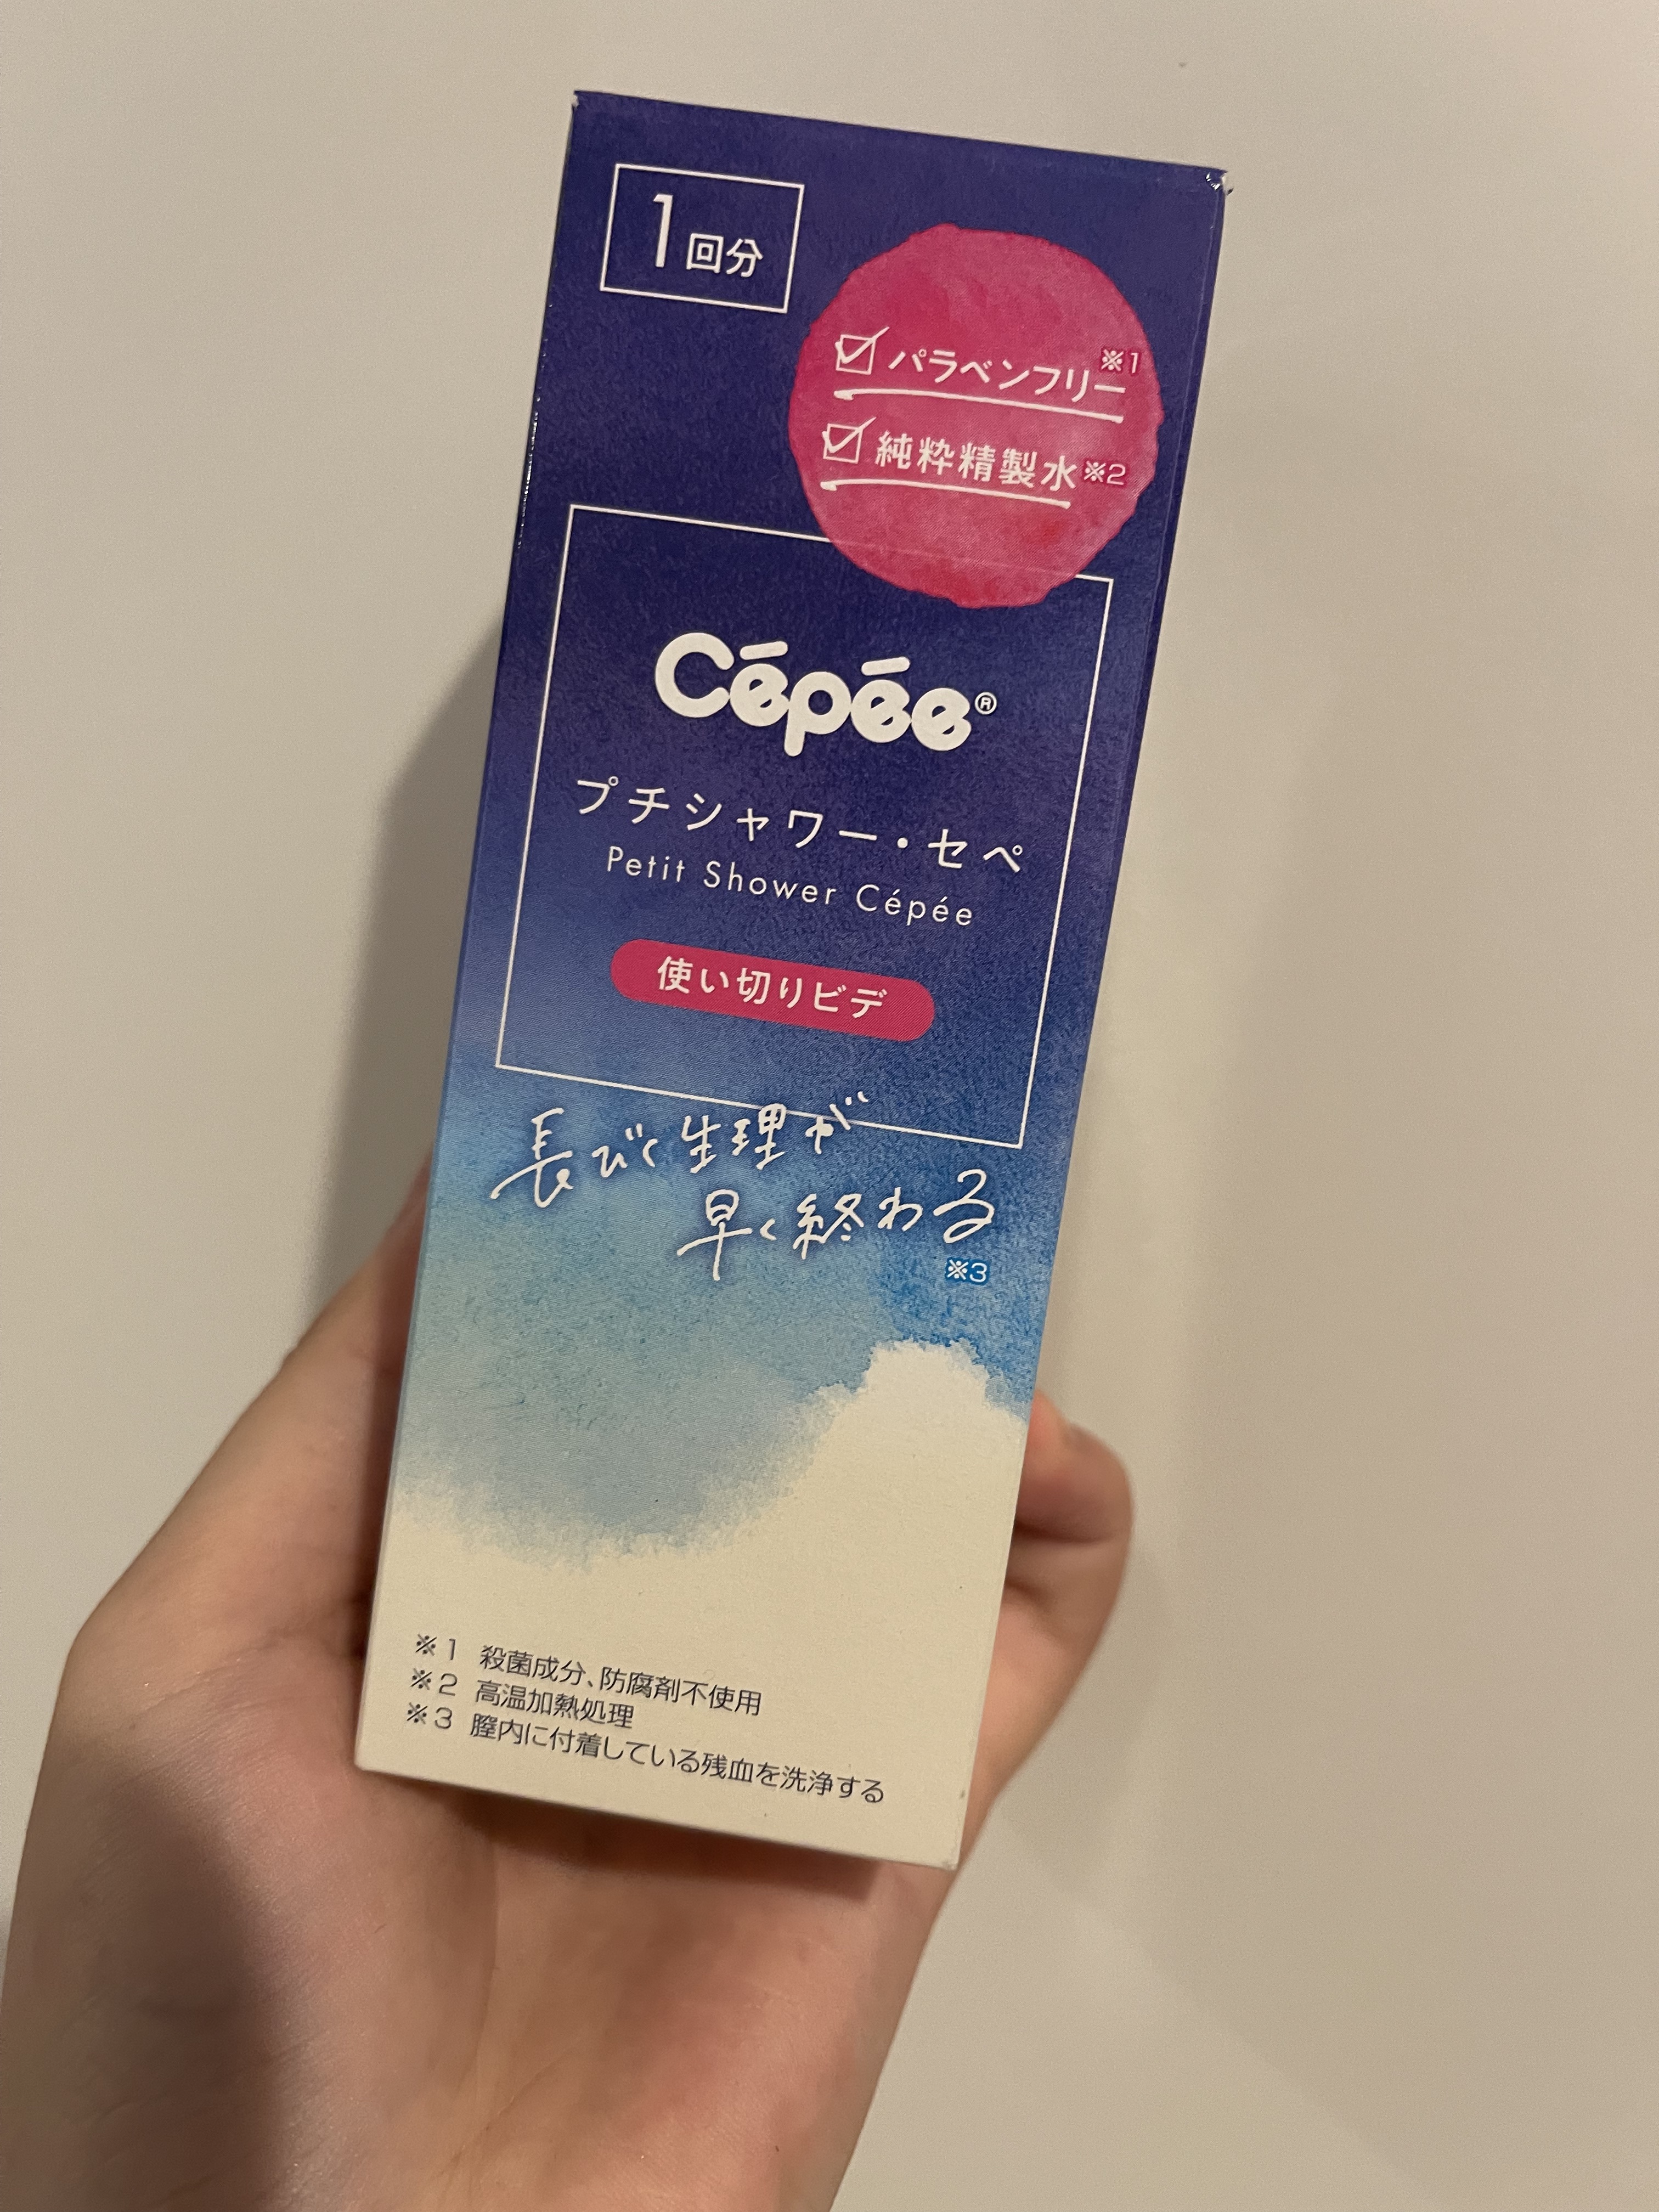 1回分
パラベンフリー※1
純粋精製水※2
Cépée®
プチシャワー・セペ
Petit Shower Cépée
使い切りビデ
長びく生理が
早く終わる
※3
※1 殺菌成分、防腐剤不使用
※2 高温加熱処理
※3 膣内に付着している残血を洗浄する